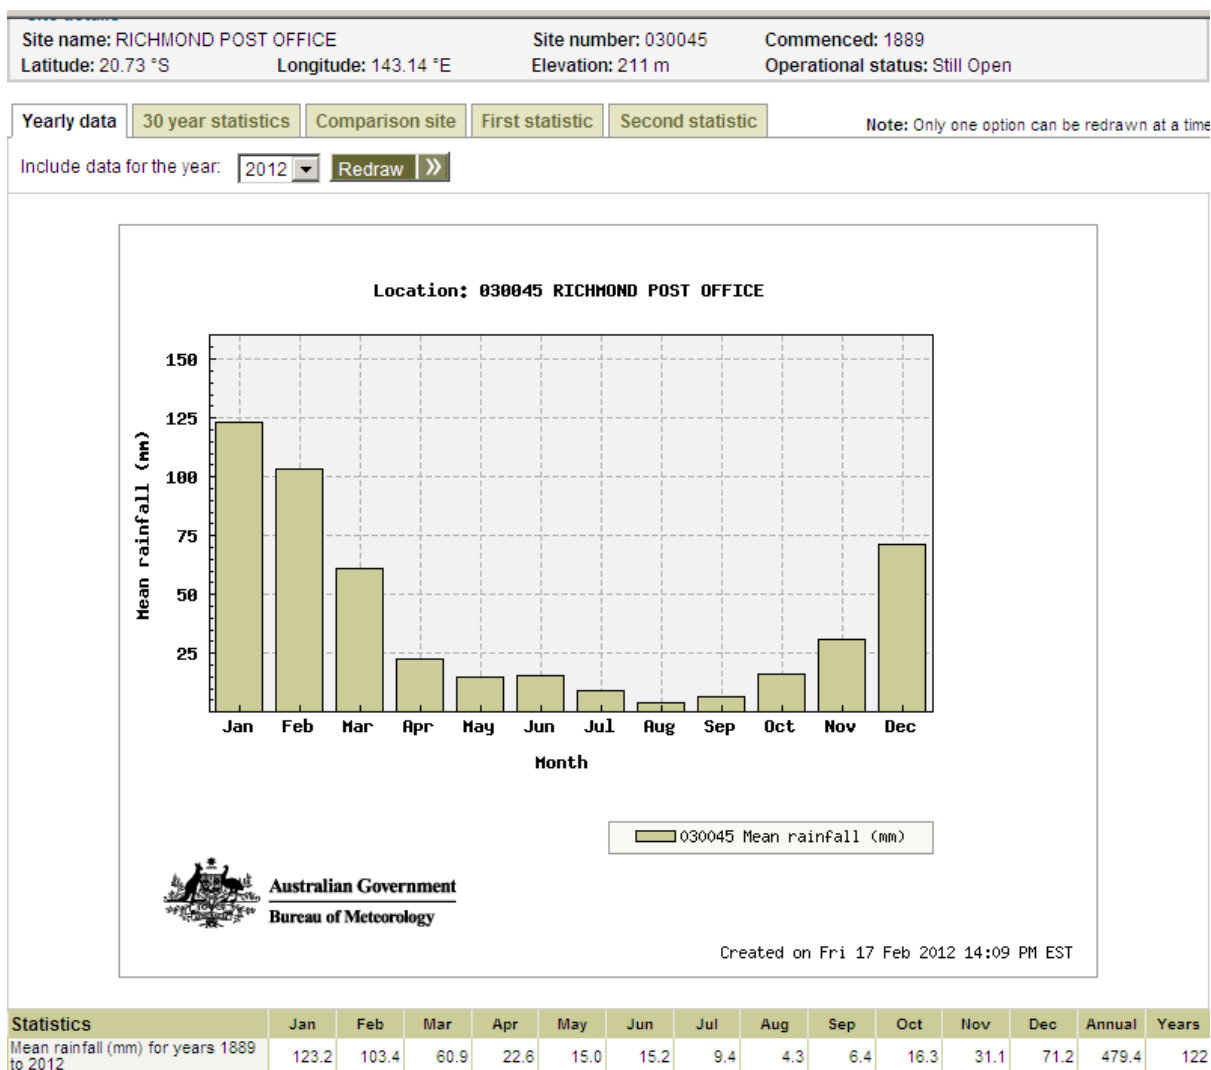 Site details
Site name: RICHMOND POST OFFICE Site number: 030045 Commenced: 1889
Latitude: 20.73 °S Longitude: 143.14 °E Elevation: 211 m Operational status: Still Open
Yearly data 30 year statistics Comparison site First statistic Second statistic Note: Only one option can be redrawn at a time
Include data for the year: 2012 Redraw »
Location: 030045 RICHMOND POST OFFICE
Mean rainfall (mm)
150
125
100
75
50
25
Jan Feb Mar Apr May Jun Jul Aug Sep Oct Nov Dec
Month
030045 Mean rainfall (mm)
Australian Government
Bureau of Meteorology
Created on Fri 17 Feb 2012 14:09 PM EST
Statistics Jan Feb Mar Apr May Jun Jul Aug Sep Oct Nov Dec Annual Years
Mean rainfall (mm) for years 1889
to 2012 123.2 103.4 60.9 22.6 15.0 15.2 9.4 4.3 6.4 16.3 31.1 71.2 479.4 122